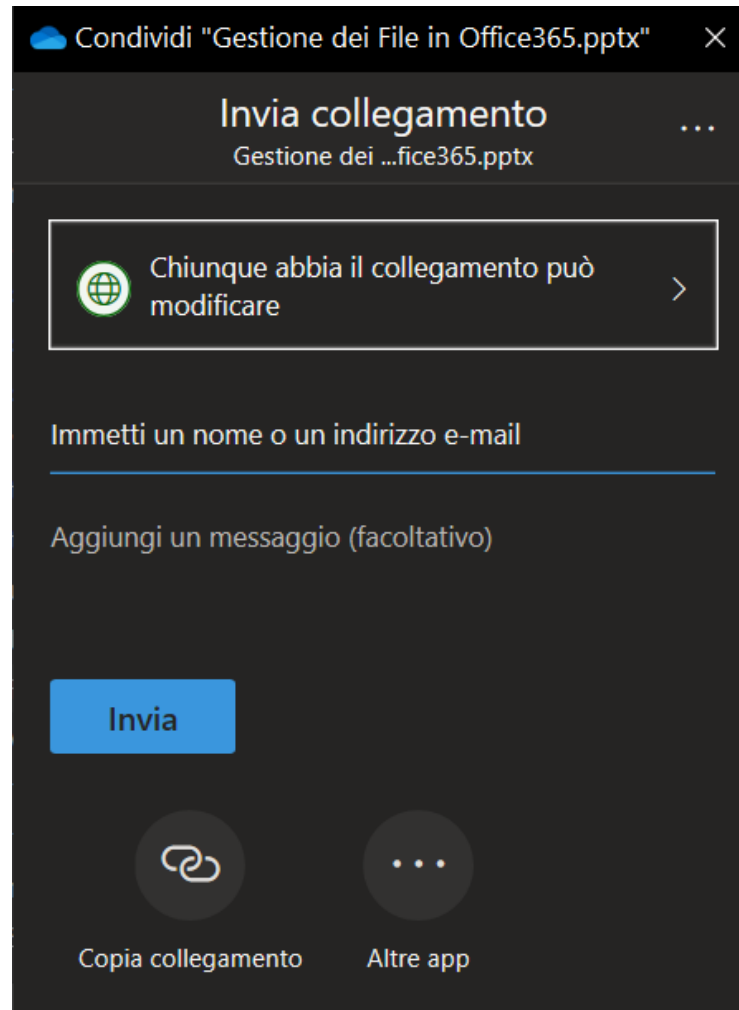 Condividi "Gestione dei File in Office365.pptx"
Invia collegamento
Gestione dei ...fice365.pptx
Chiunque abbia il collegamento può
modificare
Immetti un nome o un indirizzo e-mail
Aggiungi un messaggio (facoltativo)
Invia
Copia collegamento
Altre app